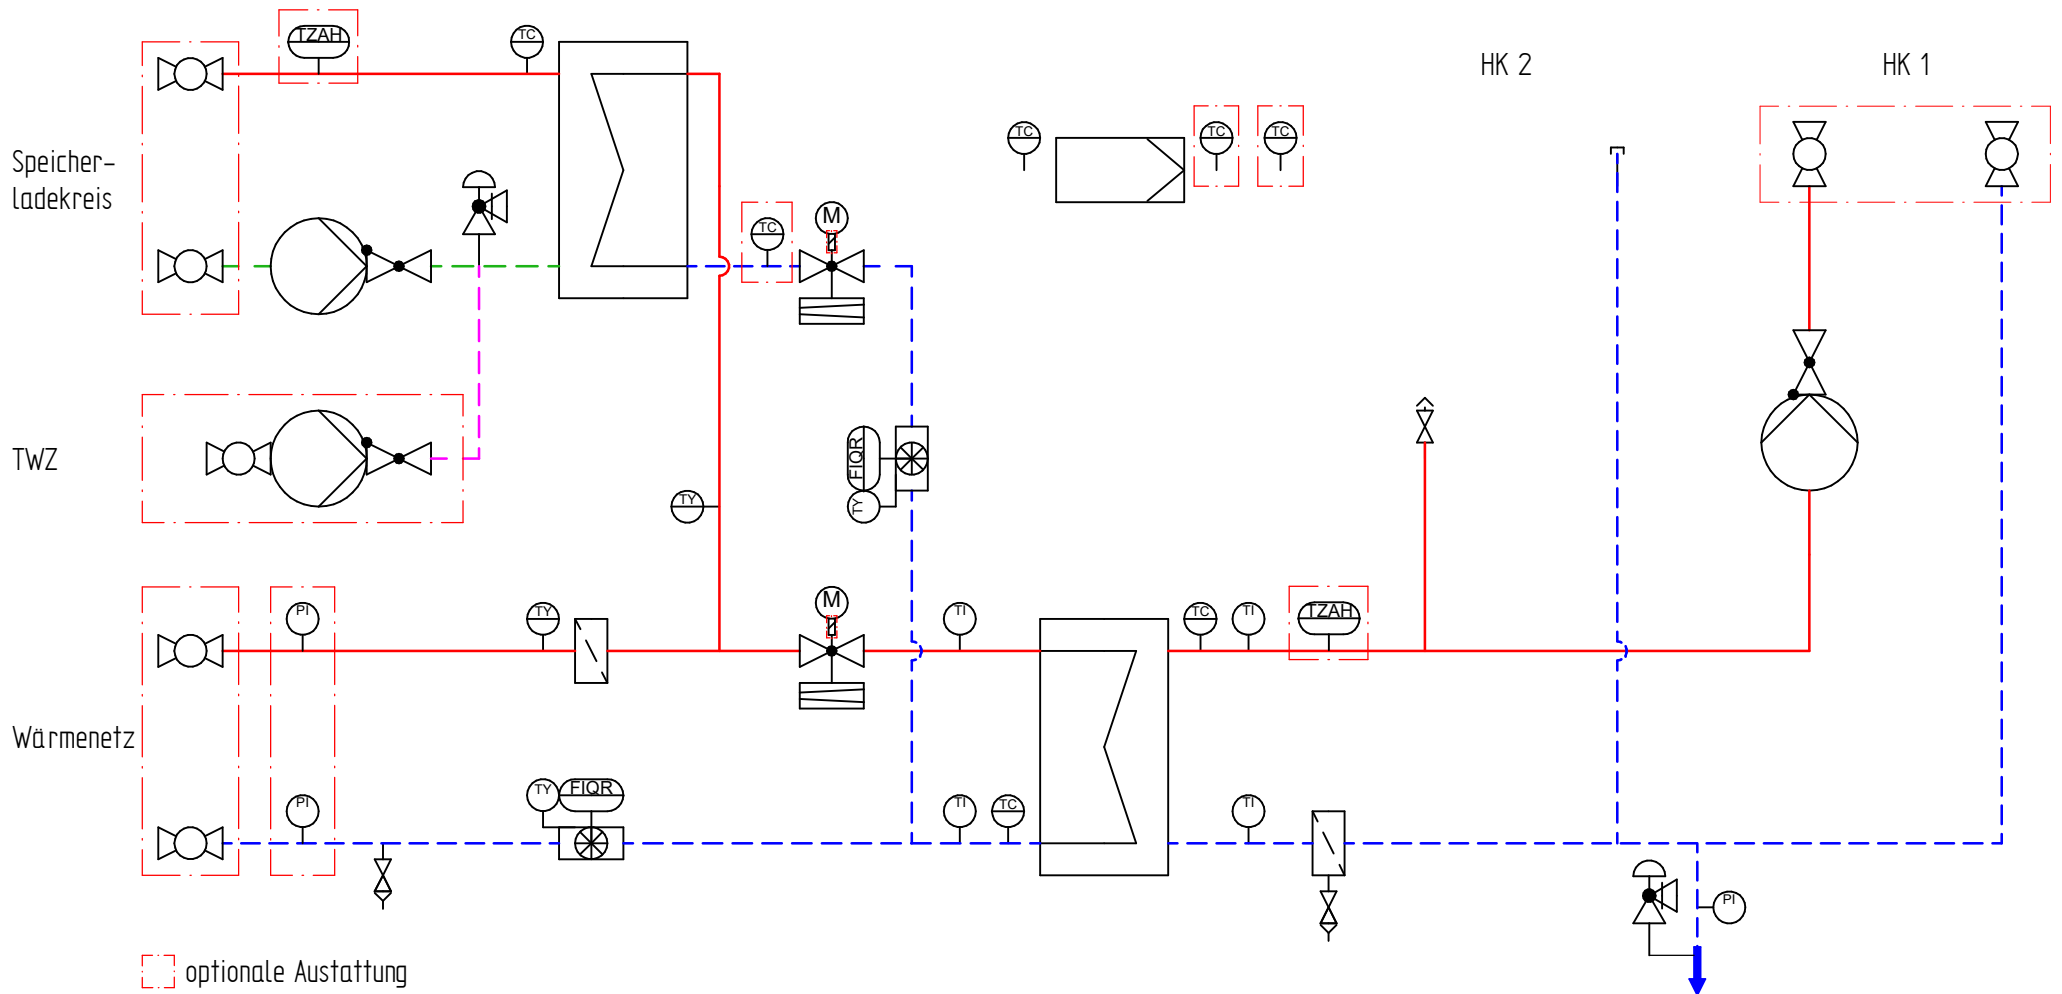 TZAH
TC
HK 2
HK 1
Speicher-
ladekreis
TC
TC
TC
M
TC
TWZ
FIQR
TY
TY
M
PI
TY
TI
TC
TI
TZAH
Wärmenetz
PI
TY
FIQR
TI
TC
TI
PI
optionale Austattung